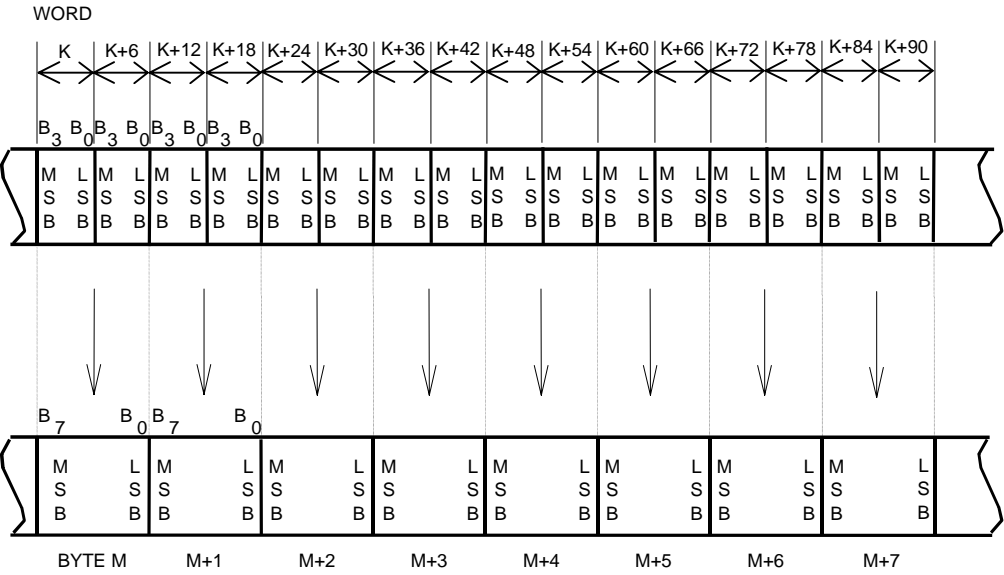 WORD
K K+6 K+12 K+18 K+24 K+30 K+36 K+42 K+48 K+54 K+60 K+66 K+72 K+78 K+84 K+90
B3 B0 B3 B0 B3 B0 B3 B0
M L M L M L M L M L M L M L M L M L M L M L M L M L M L M L M L
S S S S S S S S S S S S S S S S S S S S S S S S S S S S S S S S
B B B B B B B B B B B B B B B B B B B B B B B B B B B B B B B B
B7 B0 B7 B0
M L M L M L M L M L M L M L M L
S S S S S S S S S S S S S S S S
B B B B B B B B B B B B B B B B
BYTE M M+1 M+2 M+3 M+4 M+5 M+6 M+7